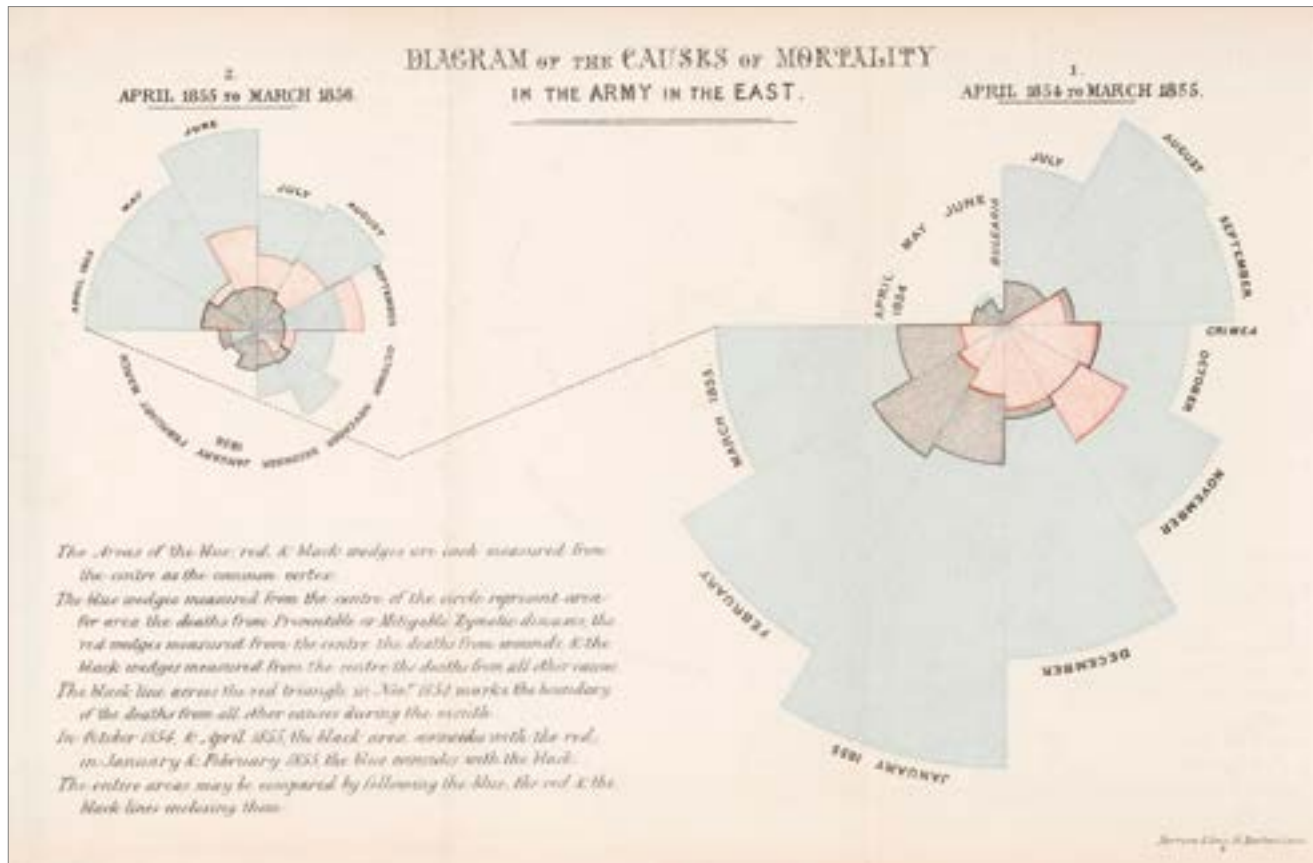 DIAGRAM OF THE CAUSES OF MORTALITY
IN THE ARMY IN THE EAST.
2.
APRIL 1855 TO MARCH 1856.
1.
APRIL 1854 TO MARCH 1855.
JUNE
MAY
APRIL 1855
JULY
AUGUST
SEPTEMBER
OCTOBER
NOVEMBER
DECEMBER
JANUARY
1856
FEBRUARY
MARCH
APRIL
1854
MAY
JUNE
BULGARIA
JULY
AUGUST
SEPTEMBER
CRIMEA
OCTOBER
NOVEMBER
DECEMBER
JANUARY 1855
FEBRUARY
MARCH 1855.
The Areas of the blue, red, & black wedges are each measured from
the centre as the common vertex.
The blue wedges measured from the centre of the circle represent area
for area the deaths from Preventable or Mitigable Zymotic diseases, the
red wedges measured from the centre the deaths from wounds, & the
black wedges measured from the centre the deaths from all other causes.
The black line across the red triangle in Novr. 1854 marks the boundary
of the deaths from all other causes during the month.
In October 1854, & April 1855, the black area coincides with the red,
in January & February 1855, the blue coincides with the black.
The entire areas may be compared by following the blue, the red & the
black lines enclosing them.